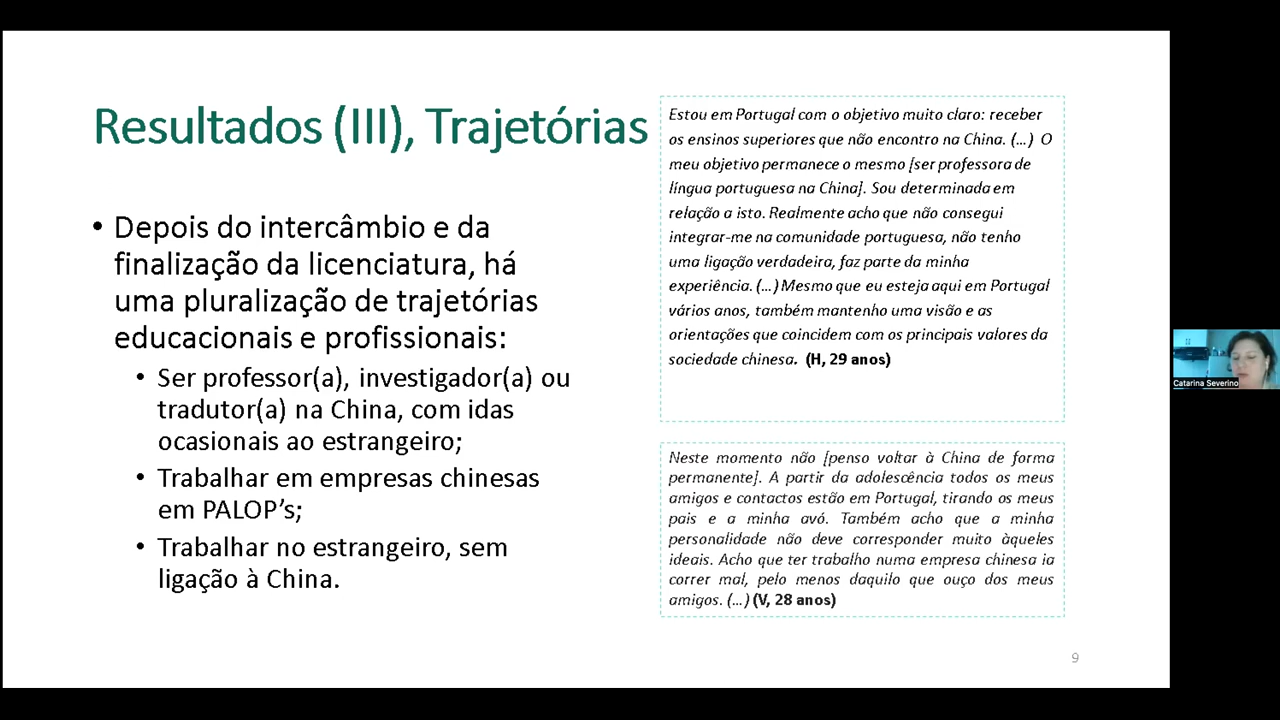 Resultados (III), Trajetórias
• Depois do intercâmbio e da
finalização da licenciatura, há
uma pluralização de trajetórias
educacionais e profissionais:
• Ser professor(a), investigador(a) ou
tradutor(a) na China, com idas
ocasionais ao estrangeiro;
• Trabalhar em empresas chinesas
em PALOP’s;
• Trabalhar no estrangeiro, sem
ligação à China.
Estou em Portugal com o objetivo muito claro: receber
os ensinos superiores que não encontro na China. (…) O
meu objetivo permanece o mesmo [ser professora de
língua portuguesa na China]. Sou determinada em
relação a isto. Realmente acho que não consegui
integrar-me na comunidade portuguesa, não tenho
uma ligação verdadeira, faz parte da minha
experiência. (…) Mesmo que eu esteja aqui em Portugal
vários anos, também mantenho uma visão e as
orientações que coincidem com os principais valores da
sociedade chinesa. (H, 29 anos)
Neste momento não [penso voltar à China de forma
permanente]. A partir da adolescência todos os meus
amigos e contactos estão em Portugal, tirando os meus
pais e a minha avó. Também acho que a minha
personalidade não deve corresponder muito àqueles
ideais. Acho que ter trabalho numa empresa chinesa ia
correr mal, pelo menos daquilo que ouço dos meus
amigos. (…) (V, 28 anos)
9
Catarina Severino